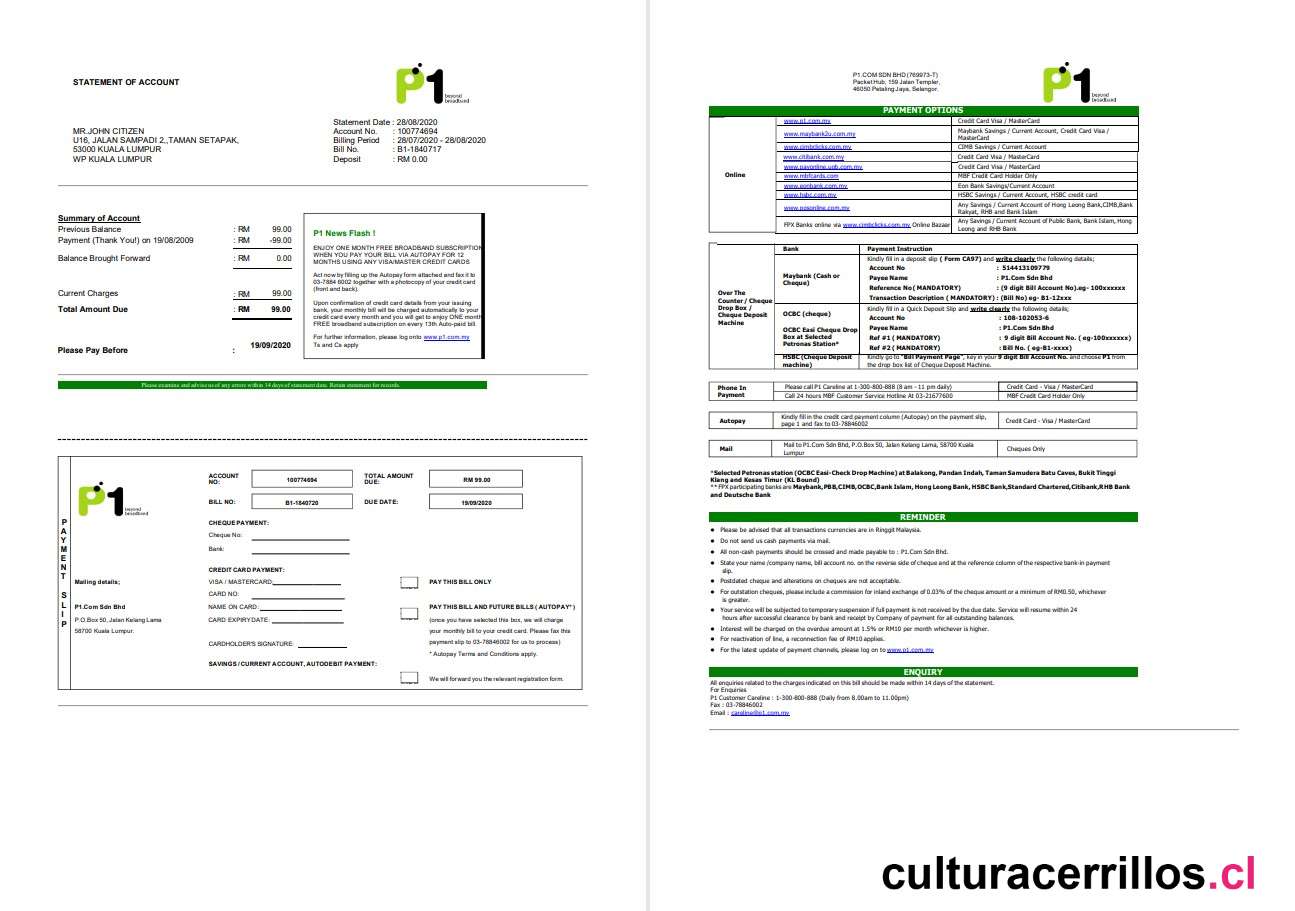 STATEMENT OF ACCOUNT
P1
beyond
broadband
MR.JOHN CITIZEN
U16, JALAN SAMPADI 2,,TAMAN SETAPAK,
53000 KUALA LUMPUR
WP KUALA LUMPUR
Statement Date : 28/08/2020
Account No. : 100774694
Billing Period : 28/07/2020 - 28/08/2020
Bill No. : B1-1840717
Deposit : RM 0.00
Summary of Account
Previous Balance : RM 99.00
Payment (Thank You!) on 19/08/2009 : RM -99.00
Balance Brought Forward : RM 0.00
Current Charges : RM 99.00
Total Amount Due : RM 99.00
Please Pay Before : 19/09/2020
P1 News Flash !
ENJOY ONE MONTH FREE BROADBAND SUBSCRIPTION
WHEN YOU PAY YOUR BILL VIA AUTOPAY FOR 12
MONTHS USING ANY VISA/MASTER CREDIT CARDS
Act now by filling up the Autopay form attached and fax it to
03-7884 6002 together with a photocopy of your credit card
(front and back).
Upon confirmation of credit card details from your issuing
bank, your monthly bill will be charged automatically to your
credit card every month and you will get to enjoy ONE month
FREE broadband subscription on every 13th Auto-paid bill.
For further information, please log onto www.p1.com.my
Ts and Cs apply
Please examine and advise us of any errors within 14 days of statement date. Retain statement for records.
PAYMENT SLIP
P1
beyond
broadband
Mailing details;
P1.Com Sdn Bhd
P.O.Box 50, Jalan Kelang Lama
58700 Kuala Lumpur.
ACCOUNT NO: 100774694 TOTAL AMOUNT DUE: RM 99.00
BILL NO: B1-1840720 DUE DATE: 19/09/2020
CHEQUE PAYMENT:
Cheque No:
Bank:
CREDIT CARD PAYMENT:
VISA / MASTERCARD:
CARD NO:
NAME ON CARD:
CARD EXPIRY DATE:
CARDHOLDER'S SIGNATURE:
SAVINGS / CURRENT ACCOUNT, AUTODEBIT PAYMENT:
PAY THIS BILL ONLY
PAY THIS BILL AND FUTURE BILLS ( AUTOPAY* )
(once you have selected this box, we will charge
your monthly bill to your credit card. Please fax this
payment slip to 03-78846002 for us to process)
* Autopay Terms and Conditions apply.
We will forward you the relevant registration form.
P1.COM SDN BHD (769973-T)
Packet Hub, 159 Jalan Templer,
46050 Petaling Jaya, Selangor.
P1
beyond
broadband
PAYMENT OPTIONS
Online
www.p1.com.my Credit Card Visa / MasterCard
www.maybank2u.com.my Maybank Savings / Current Account, Credit Card Visa /
MasterCard
www.cimbclicks.com.my CIMB Savings / Current Account
www.citibank.com.my Credit Card Visa / MasterCard
www.payonline.uob.com.my Credit Card Visa / MasterCard
www.mbfcards.com MBF Credit Card Holder Only
www.eonbank.com.my Eon Bank Savings/Current Account
www.hsbc.com.my HSBC Savings / Current Account, HSBC credit card
www.posonline.com.my Any Savings / Current Account of Hong Leong Bank,CIMB,Bank
Rakyat, RHB and Bank Islam
FPX Banks online via www.cimbclicks.com.my, Online Bazaar Any Savings / Current Account of Public Bank, Bank Islam, Hong
Leong and RHB Bank
Over The
Counter / Cheque
Drop Box /
Cheque Deposit
Machine
Bank Payment Instruction
Maybank (Cash or
Cheque)
Kindly fill in a deposit slip ( Form CA97) and write clearly the following details;
Account No : 514413109779
Payee Name : P1.Com Sdn Bhd
Reference No ( MANDATORY) : (9 digit Bill Account No).eg- 100xxxxxx
Transaction Description ( MANDATORY) : (Bill No) eg- B1-12xxx
OCBC (cheque)
OCBC Easi Cheque Drop
Box at Selected
Petronas Station*
Kindly fill in a Quick Deposit Slip and write clearly the following details;
Account No : 108-102053-6
Payee Name : P1.Com Sdn Bhd
Ref #1 ( MANDATORY) : 9 digit Bill Account No. ( eg-100xxxxxx)
Ref #2 ( MANDATORY) : Bill No. ( eg-B1-xxxx)
HSBC (Cheque Deposit
machine)
Kindly go to "Bill Payment Page", key in your 9 digit Bill Account No. and choose P1 from
the drop box list of Cheque Deposit Machine.
Phone In
Payment
Please call P1 Careline at 1-300-800-888 (8 am - 11 pm daily) Credit Card - Visa / MasterCard
Call 24 hours MBF Customer Service Hotline At 03-21677600 MBF Credit Card Holder Only
Autopay
Kindly fill in the credit card payment column (Autopay) on the payment slip,
page 1 and fax to 03-78846002
Credit Card - Visa / MasterCard
Mail
Mail to P1.Com Sdn Bhd, P.O.Box 50, Jalan Kelang Lama, 58700 Kuala
Lumpur
Cheques Only
*Selected Petronas station (OCBC Easi-Check Drop Machine) at Balakong, Pandan Indah, Taman Samudera Batu Caves, Bukit Tinggi
Klang and Kesas Timur (KL Bound)
** FPX participating banks are Maybank,PBB,CIMB,OCBC,Bank Islam, Hong Leong Bank, HSBC Bank,Standard Chartered,Citibank,RHB Bank
and Deutsche Bank
REMINDER
● Please be advised that all transactions currencies are in Ringgit Malaysia.
● Do not send us cash payments via mail.
● All non-cash payments should be crossed and made payable to : P1.Com Sdn Bhd.
● State your name /company name, bill account no. on the reverse side of cheque and at the reference column of the respective bank-in payment
slip.
● Postdated cheque and alterations on cheques are not acceptable.
● For outstation cheques, please include a commission for inland exchange of 0.03% of the cheque amount or a minimum of RM0.50, whichever
is greater.
● Your service will be subjected to temporary suspension if full payment is not received by the due date. Service will resume within 24
hours after successful clearance by bank and receipt by Company of payment for all outstanding balances.
● Interest will be charged on the overdue amount at 1.5% or RM10 per month whichever is higher.
● For reactivation of line, a reconnection fee of RM10 applies.
● For the latest update of payment channels, please log on to www.p1.com.my
ENQUIRY
All enquiries related to the charges indicated on this bill should be made within 14 days of the statement.
For Enquiries
P1 Customer Careline : 1-300-800-888 (Daily from 8.00am to 11.00pm)
Fax : 03-78846002
Email : careline@p1.com.my
culturacerrillos.cl